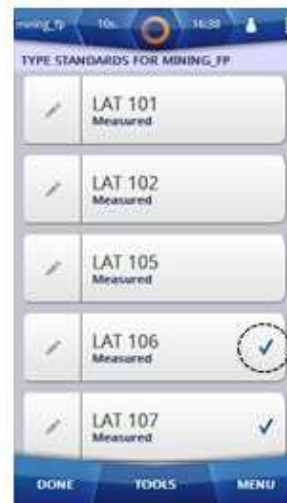 mining_fp 10s. 16:38
TYPE STANDARDS FOR MINING_FP
LAT 101
Measured
LAT 102
Measured
LAT 105
Measured
LAT 106
Measured
LAT 107
Measured
DONE TOOLS MENU